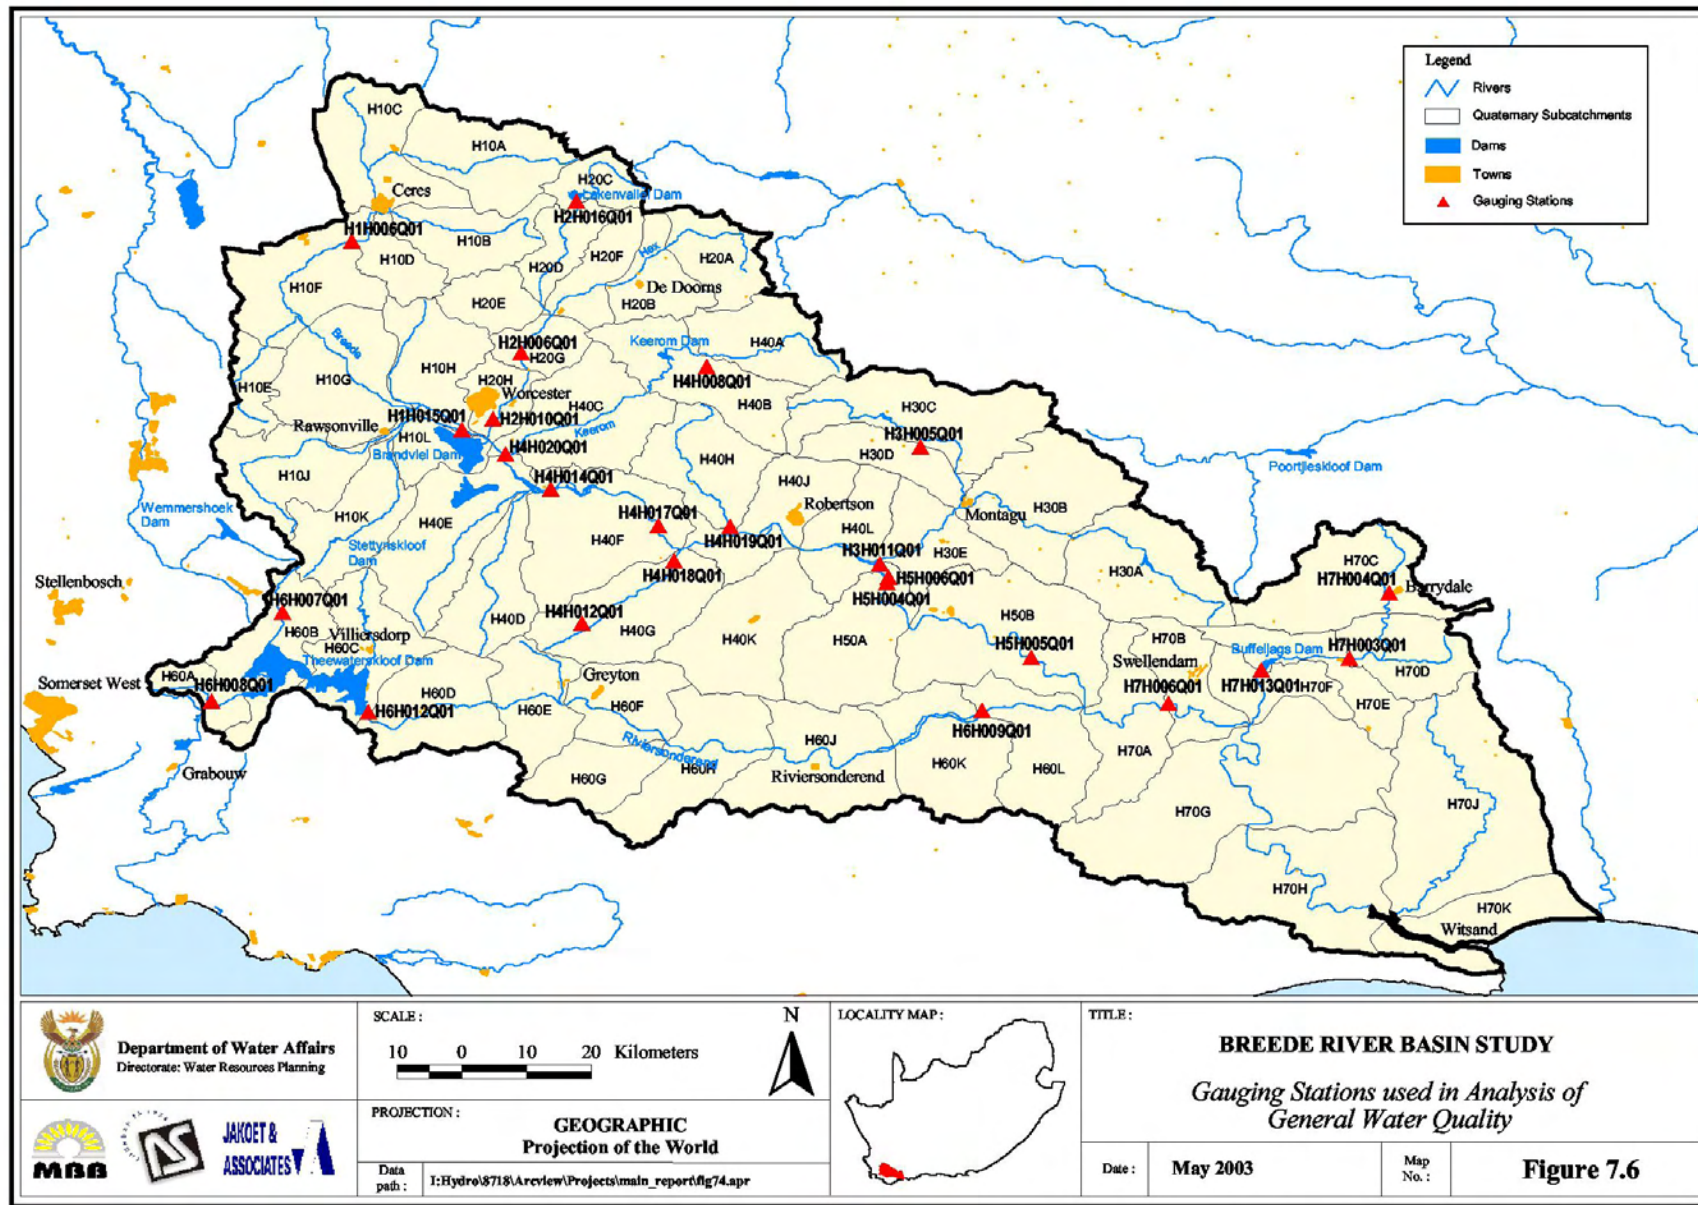 Legend
Rivers
Quaternary Subcatchments
Dams
Towns
Gauging Stations
H10C
H10A
H20C
Lakenvallei Dam
Ceres
H2H016Q01
H1H006Q01
H10B
H10D
H20D
H20F
Hex
H20A
H10F
De Doorns
H20E
H20B
Breede
H2H006Q01
H20G
Keerom Dam
H40A
H10E
H10G
H10H
H20H
H4H008Q01
Worcester
H40C
H40B
H30C
H1H015Q01
H2H010Q01
Rawsonville
H10L
Keerom
H3H005Q01
Brandvlei Dam
H4H020Q01
H40H
H30D
Poortjieskloof Dam
H10J
H4H014Q01
H40J
Robertson
Montagu
H30B
Wemmershoek
Dam
H10K
H40E
H4H017Q01
H40F
H4H019Q01
H40L
H30E
Stettynskloof
Dam
H3H011Q01
H4H018Q01
H5H006Q01
H30A
H70C
H7H004Q01
Barrydale
Stellenbosch
H5H004Q01
H6H007Q01
H4H012Q01
H50B
H60B
Villiersdorp
H40D
H40G
H40K
H50A
H5H005Q01
H70B
Buffeljags Dam
H7H003Q01
H60C
Theewaterskloof Dam
Swellendam
H70D
H60A
Somerset West
H6H008Q01
Greyton
H7H006Q01
H7H013Q01
H70F
H60D
H60E
H60F
H70E
H6H012Q01
H6H009Q01
Riviersonderend
H60J
H70A
Grabouw
H60G
H60H
Riviersonderend
H60K
H60L
H70G
H70J
H70H
H70K
Witsand
Department of Water Affairs
Directorate: Water Resources Planning
SCALE :
10 0 10 20 Kilometers
N
LOCALITY MAP :
TITLE :
BREEDE RIVER BASIN STUDY
Gauging Stations used in Analysis of
General Water Quality
MBB
JAKOET &
ASSOCIATES
PROJECTION :
GEOGRAPHIC
Projection of the World
Data
path :
I:\Hydro\8718\Arcview\Projects\main_report\fig74.apr
Date :
May 2003
Map
No. :
Figure 7.6